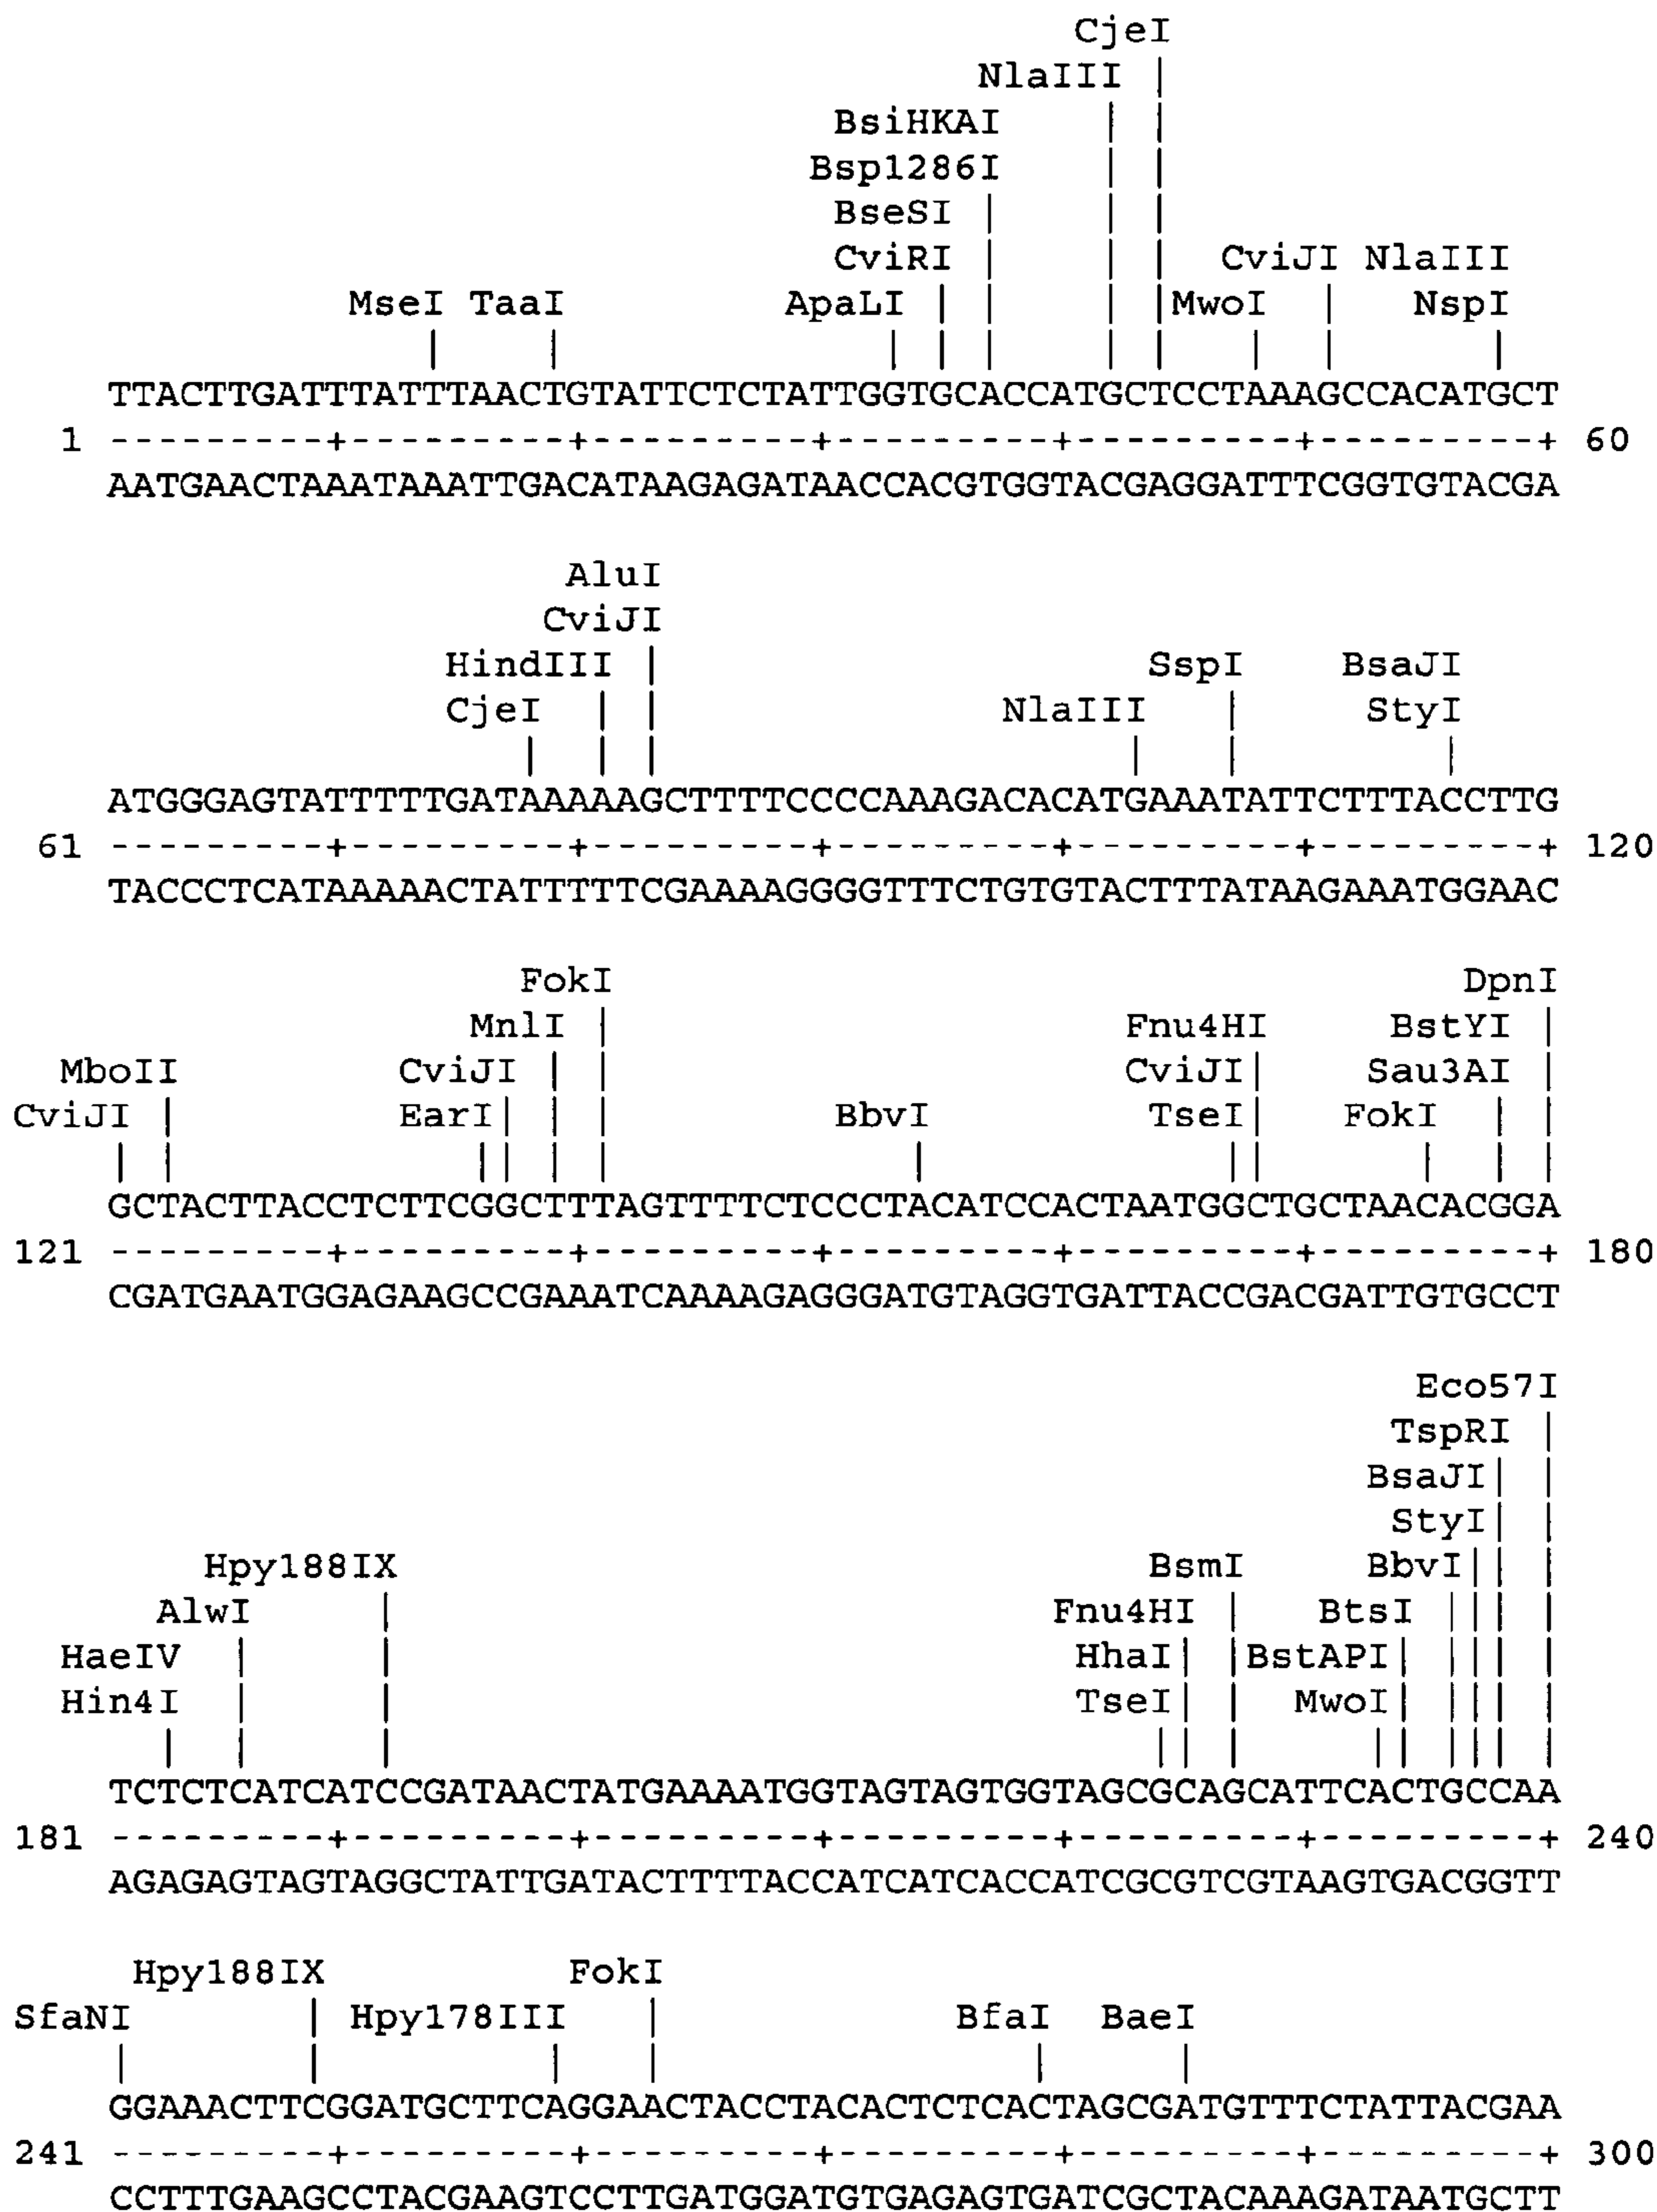 CjeI
NlaIII |
BsiHKAI | |
Bsp1286I | |
BseSI | | |
CviRI | | | CviJI NlaIII
MseI TaaI ApaLI | | | | MwoI | NspI
| | | | | | | | | |
TTACTTGATTTATTTAACTGTATTCTCTATTGGTGCACCATGCTCCTAAAGCCACATGCT
1 ---------+---------+---------+---------+---------+---------+ 60
AATGAACTAAATAAATTGACATAAGAGATAACCACGTGGTACGAGGATTTCGGTGTACGA
AluI
CviJI
HindIII | SspI BsaJI
CjeI | | NlaIII | StyI
| | | | | |
ATGGGAGTATTTTTGATAAAAAGCTTTTCCCCAAAGACACATGAAATATTCTTTACCTTG
61 ---------+---------+---------+---------+---------+---------+ 120
TACCCTCATAAAAACTATTTTTCGAAAAGGGGTTTCTGTGTACTTTATAAGAAATGGAAC
FokI DpnI
MnlI | Fnu4HI BstYI |
MboII CviJI | | CviJI| Sau3AI |
CviJI | EarI| | | BbvI TseI| FokI | |
| | || | | | || | | |
GCTACTTACCTCTTCGGCTTTAGTTTTCTCCCTACATCCACTAATGGCTGCTAACACGGA
121 ---------+---------+---------+---------+---------+---------+ 180
CGATGAATGGAGAAGCCGAAATCAAAAGAGGGATGTAGGTGATTACCGACGATTGTGCCT
Eco57I
TspRI |
BsaJI| |
StyI| |
Hpy188IX BsmI BbvI|| |
AlwI | Fnu4HI | BtsI ||| |
HaeIV | | HhaI| |BstAPI| ||| |
Hin4I | | TseI| | MwoI| ||| |
| | | || | || ||| |
TCTCTCATCATCCGATAACTATGAAAATGGTAGTAGTGGTAGCGCAGCATTCACTGCCAA
181 ---------+---------+---------+---------+---------+---------+ 240
AGAGAGTAGTAGGCTATTGATACTTTTACCATCATCACCATCGCGTCGTAAGTGACGGTT
Hpy188IX FokI
SfaNI | Hpy178III | BfaI BaeI
| | | | | |
GGAAACTTCGGATGCTTCAGGAACTACCTACACTCTCACTAGCGATGTTTCTATTACGAA
241 ---------+---------+---------+---------+---------+---------+ 300
CCTTTGAAGCCTACGAAGTCCTTGATGGATGTGAGAGTGATCGCTACAAAGATAATGCTT